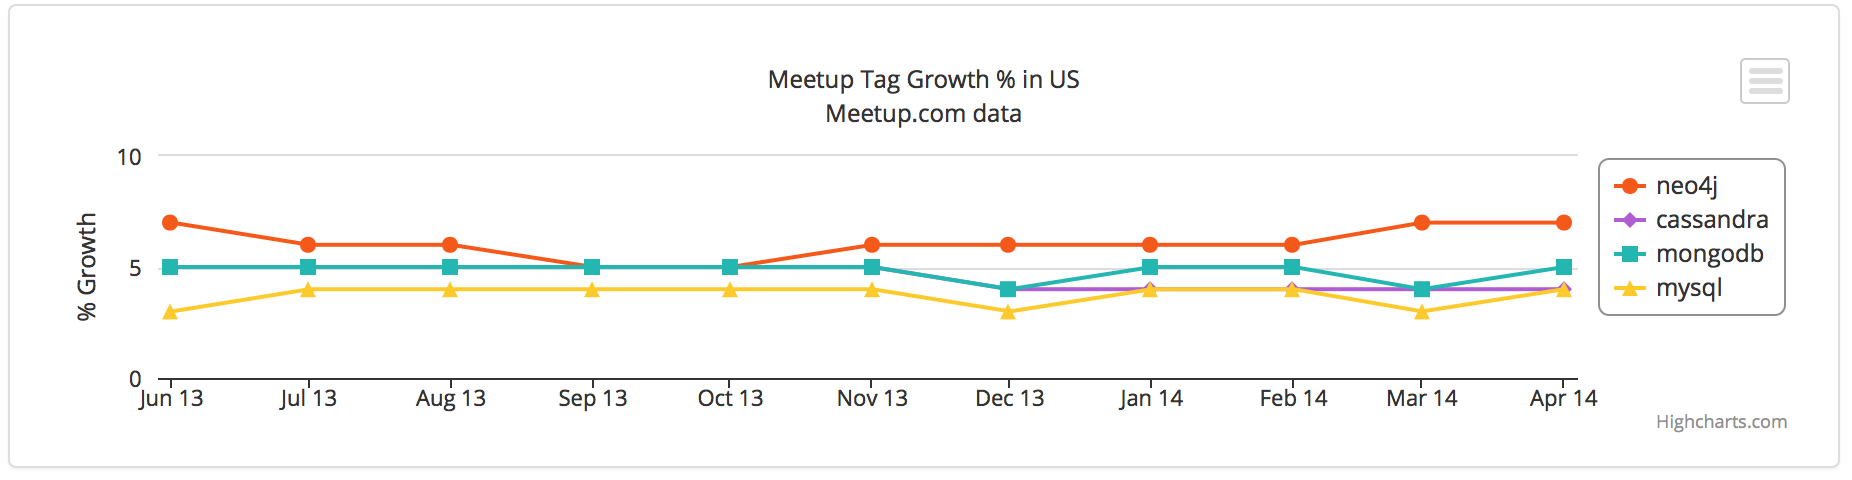 Meetup Tag Growth % in US
Meetup.com data
% Growth
10
5
0
Jun 13 Jul 13 Aug 13 Sep 13 Oct 13 Nov 13 Dec 13 Jan 14 Feb 14 Mar 14 Apr 14
neo4j
cassandra
mongodb
mysql
Highcharts.com